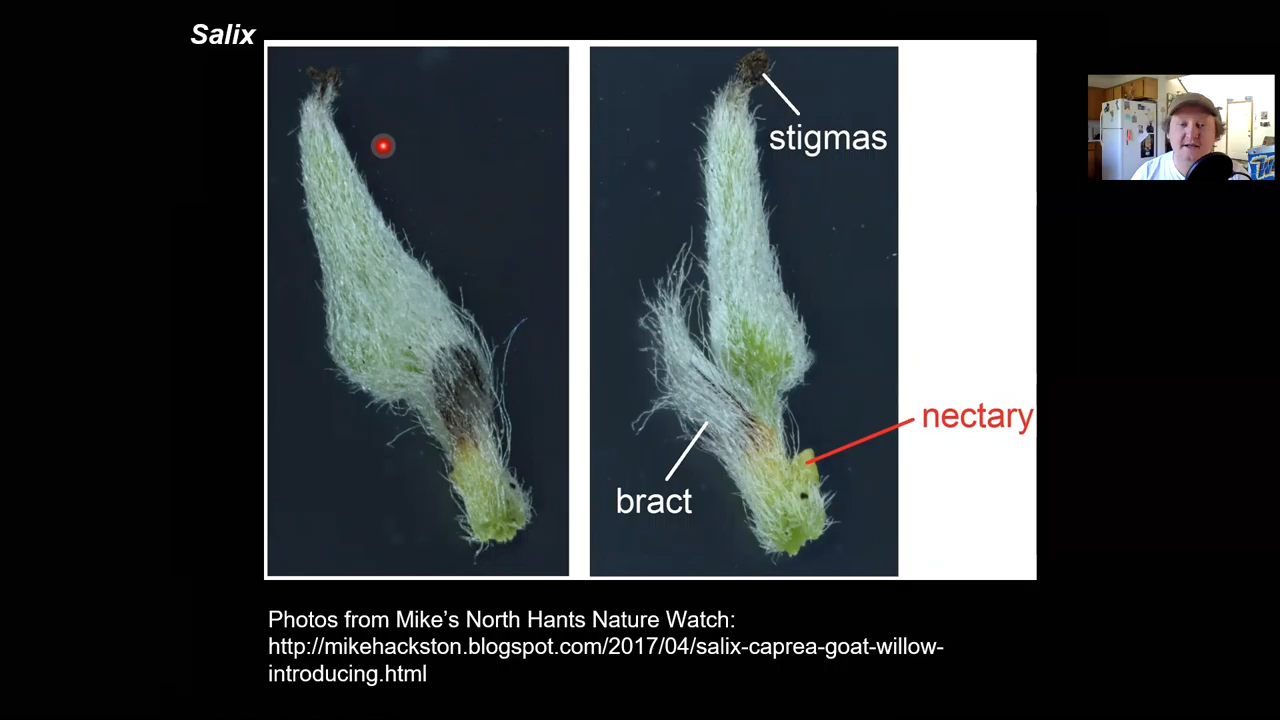 Salix
stigmas
nectary
bract
Photos from Mike’s North Hants Nature Watch:
http://mikehackston.blogspot.com/2017/04/salix-caprea-goat-willow-
introducing.html